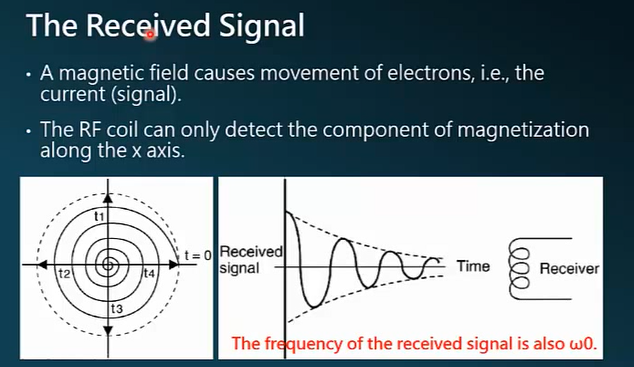 The Received Signal
• A magnetic field causes movement of electrons, i.e., the
current (signal).
• The RF coil can only detect the component of magnetization
along the x axis.
t1
t = 0
t2
t4
t3
Received
signal
Time
Receiver
The frequency of the received signal is also ω0.